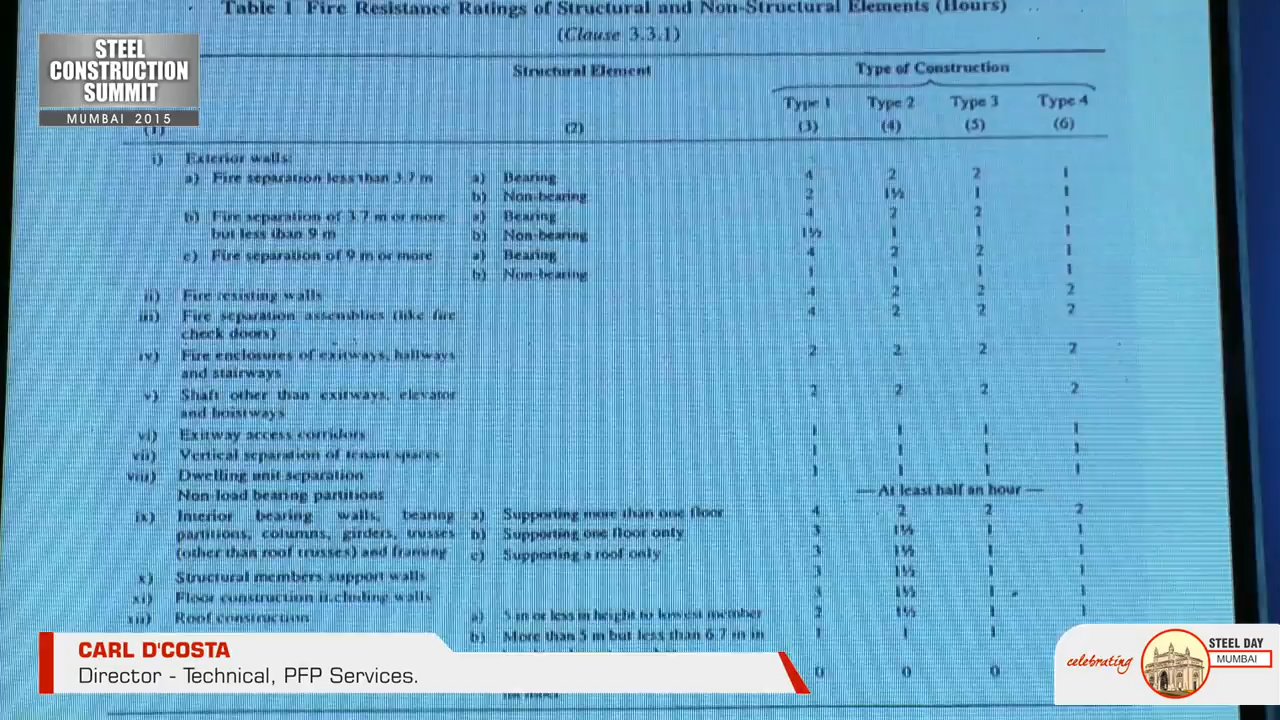 Table 1 Fire Resistance Ratings of Structural and Non-Structural Elements (Hours)
(Clause 3.3.1)
STEEL
CONSTRUCTION
SUMMIT
MUMBAI 2015
Structural Element Type of Construction
Type 1 Type 2 Type 3 Type 4
(1) (2) (3) (4) (5) (6)
i) Exterior walls:
a) Fire separation less than 3.7 m a) Bearing 4 2 2 1
b) Non-bearing 2 1½ 1 1
b) Fire separation of 3.7 m or more a) Bearing 4 2 2 1
but less than 9 m b) Non-bearing 1½ 1 1 1
c) Fire separation of 9 m or more a) Bearing 4 2 2 1
b) Non-bearing 1 1 1 1
ii) Fire resisting walls 4 2 2 2
iii) Fire separation assemblies (like fire 4 2 2 2
check doors)
iv) Fire enclosures of exitways, hallways 2 2 2 2
and stairways
v) Shaft other than exitways, elevator 2 2 2 2
and hoistways
vi) Exitway access corridors 1 1 1 1
vii) Vertical separation of tenant spaces 1 1 1 1
viii) Dwelling unit separation 1 1 1 1
Non-load bearing partitions — At least half an hour —
ix) Interior bearing walls, bearing a) Supporting more than one floor 4 2 2 2
partitions, columns, girders, trusses b) Supporting one floor only 3 1½ 1 1
(other than roof trusses) and framing c) Supporting a roof only 3 1½ 1 1
x) Structural members support walls 3 1½ 1 1
xi) Floor construction including walls 3 1½ 1 1
xii) Roof construction a) 5 m or less in height to lowest member 2 1½ 1 1
b) More than 5 m but less than 6.7 m in 1 1 1
0 0 0
CARL D'COSTA
Director - Technical, PFP Services.
celebrating
STEEL DAY
MUMBAI